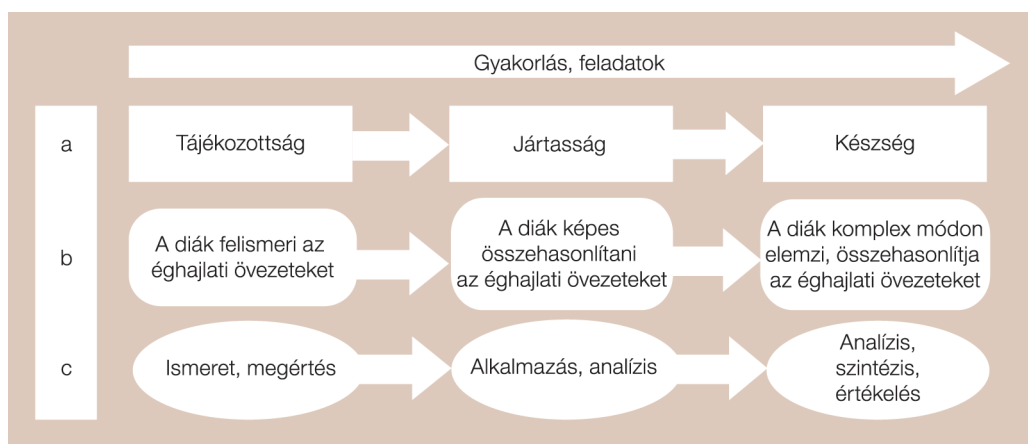 Gyakorlás, feladatok
a
Tájékozottság
Jártasság
Készség
b
A diák felismeri az
éghajlati övezeteket
A diák képes
összehasonlítani
az éghajlati övezeteket
A diák komplex módon
elemzi, összehasonlítja
az éghajlati övezeteket
c
Ismeret, megértés
Alkalmazás, analízis
Analízis,
szintézis,
értékelés